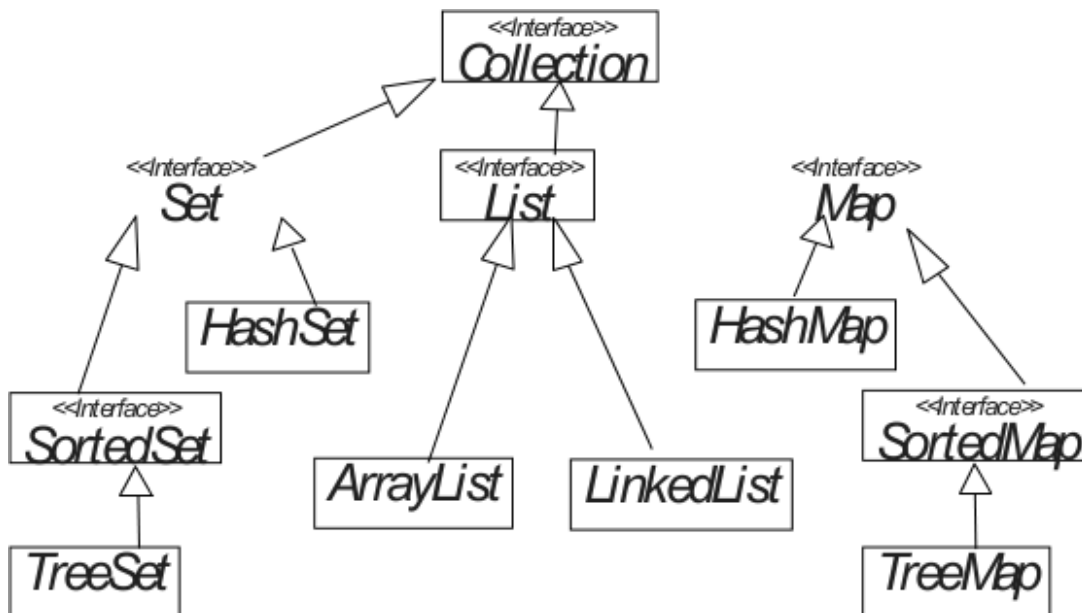 <<Interface>>
Collection
<<Interface>>
Set
<<Interface>>
List
<<Interface>>
Map
HashSet
HashMap
<<Interface>>
SortedSet
<<Interface>>
SortedMap
ArrayList
LinkedList
TreeSet
TreeMap